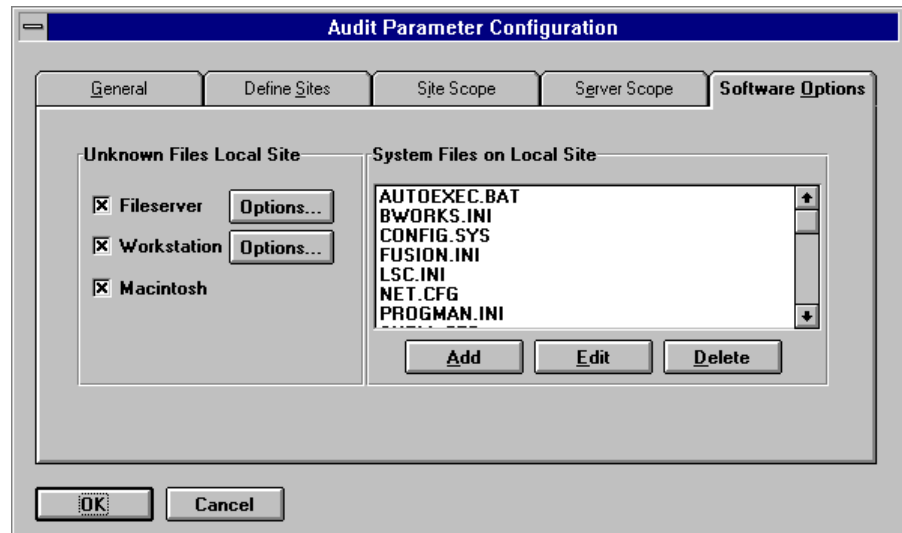 Audit Parameter Configuration
General Define Sites Site Scope Server Scope Software Options
Unknown Files Local Site
Fileserver Options...
Workstation Options...
Macintosh
System Files on Local Site
AUTOEXEC.BAT
BWORKS.INI
CONFIG.SYS
FUSION.INI
LSC.INI
NET.CFG
PROGMAN.INI
Add Edit Delete
OK Cancel